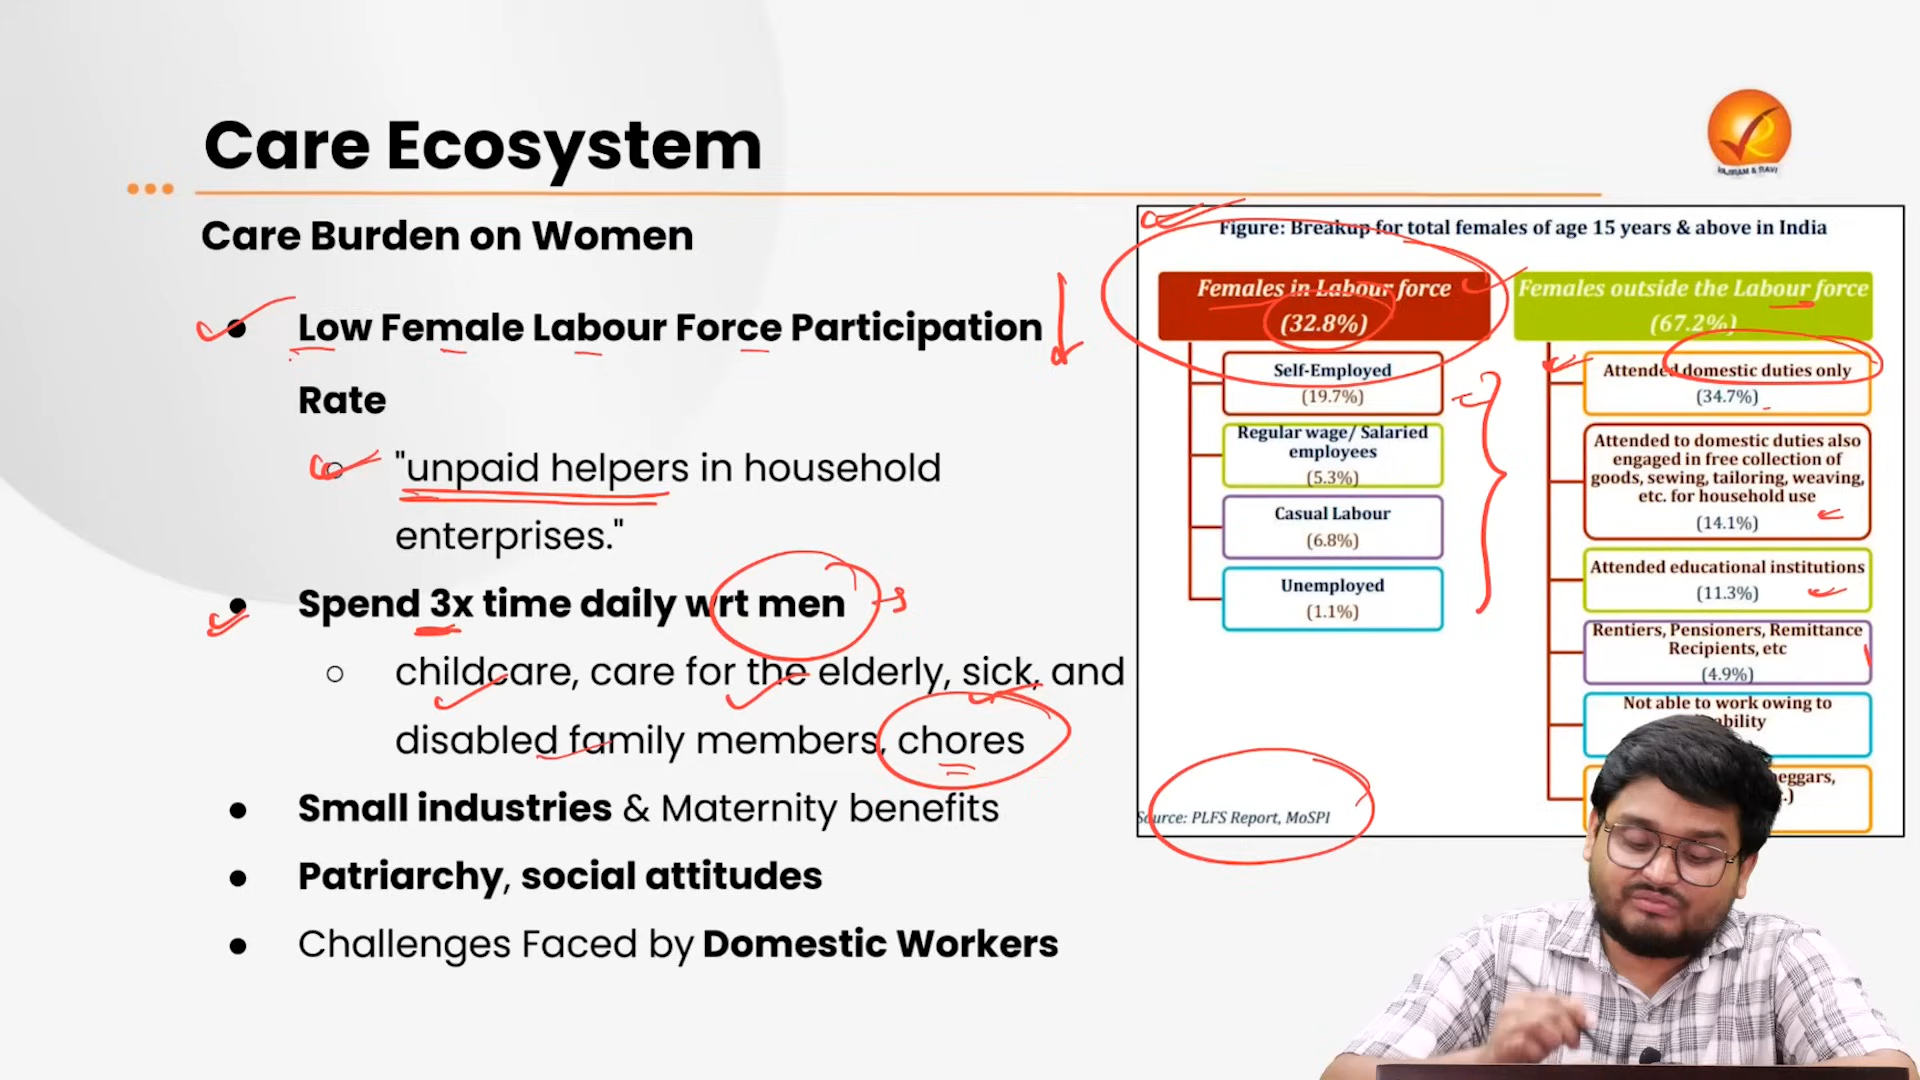 Care Ecosystem
VAJIRAM & RAVI
Care Burden on Women
Low Female Labour Force Participation
Rate
"unpaid helpers in household
enterprises."
Spend 3x time daily wrt men
childcare, care for the elderly, sick, and
disabled family members, chores
Small industries & Maternity benefits
Patriarchy, social attitudes
Challenges Faced by Domestic Workers
Figure: Breakup for total females of age 15 years & above in India
Females in Labour force
(32.8%)
Self-Employed
(19.7%)
Regular wage/ Salaried
employees
(5.3%)
Casual Labour
(6.8%)
Unemployed
(1.1%)
Females outside the Labour force
(67.2%)
Attended domestic duties only
(34.7%)
Attended to domestic duties also
engaged in free collection of
goods, sewing, tailoring, weaving,
etc. for household use
(14.1%)
Attended educational institutions
(11.3%)
Rentiers, Pensioners, Remittance
Recipients, etc
(4.9%)
Not able to work owing to
Source: PLFS Report, MoSPI